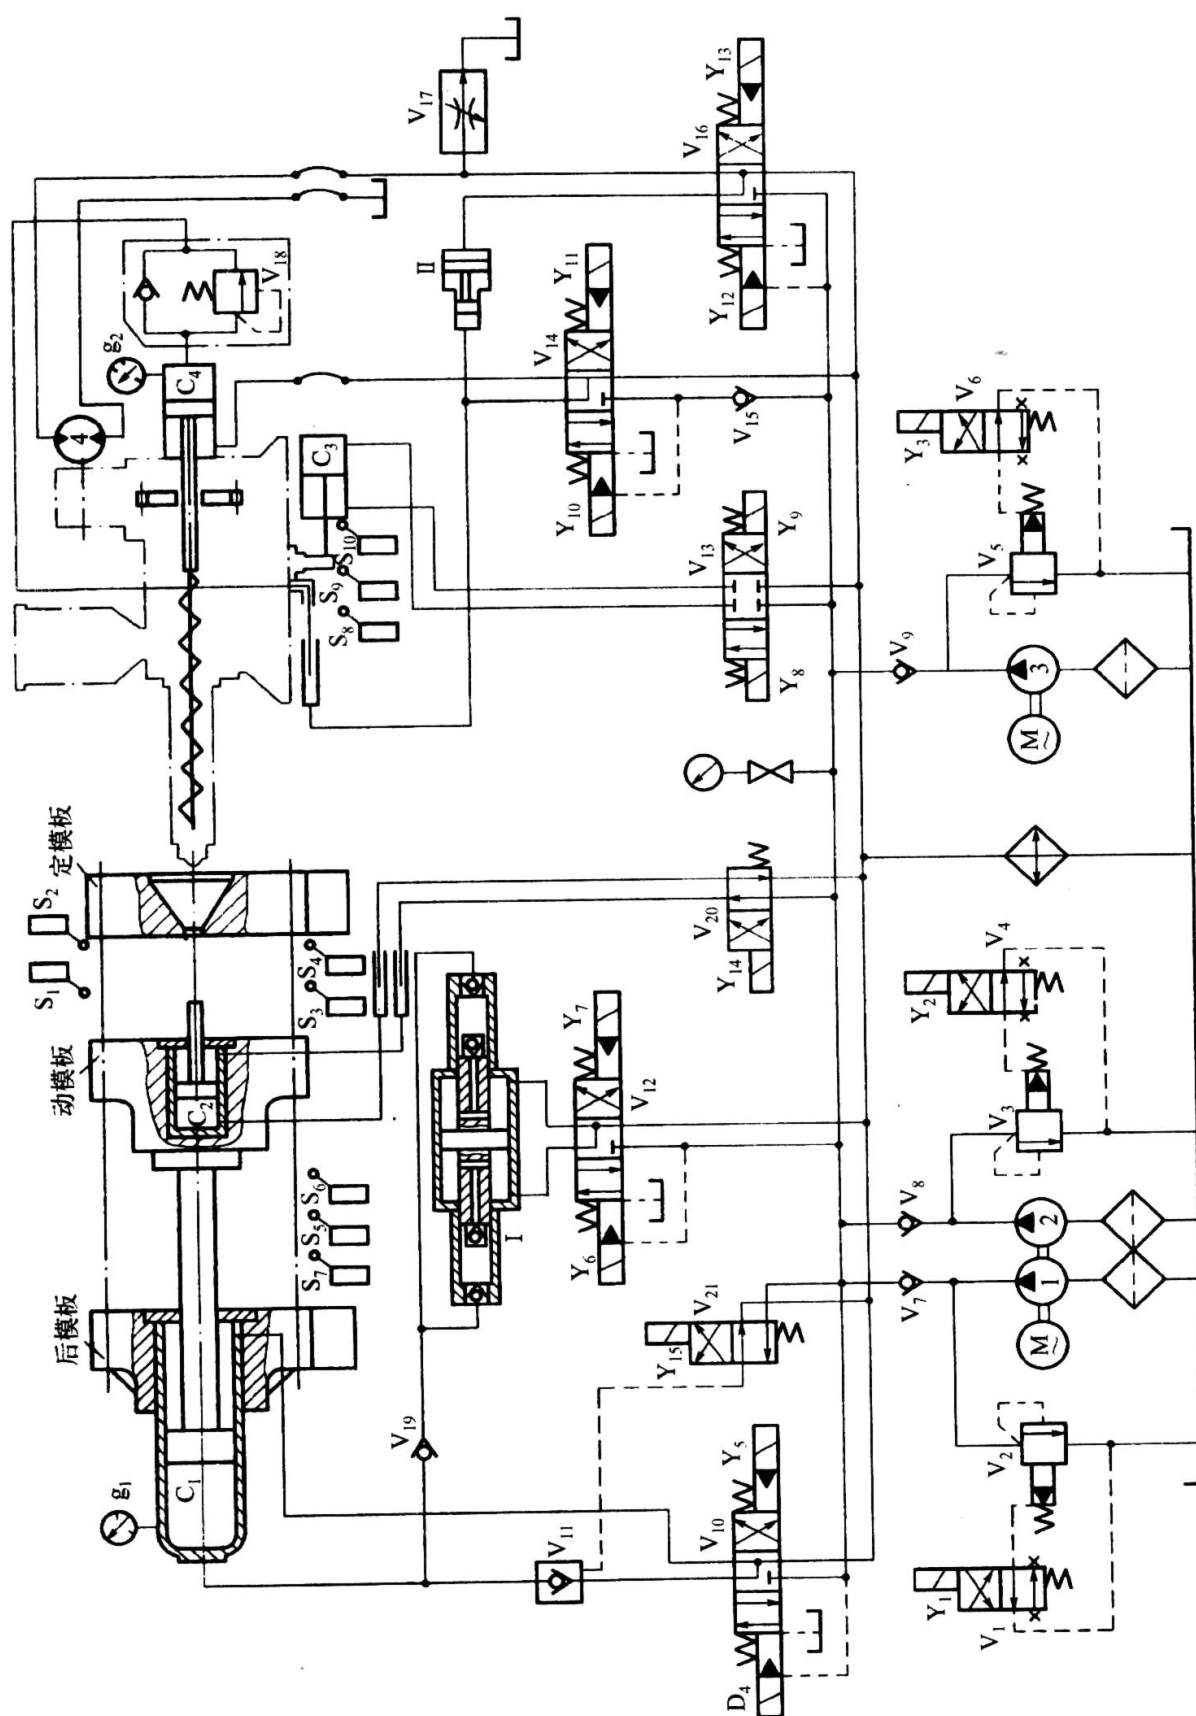 后模板
动模板
定模板
S₁
S₂
g₁
C₁
C₂
S₇
S₅
S₆
S₃
S₄
g₂
C₄
4
V₁₈
C₃
S₈
S₉
S₁₀
V₁₇
II
I
V₁₉
V₁₁
Y₁₅
V₂₁
Y₆
V₁₂
Y₇
Y₁₀
V₁₄
Y₁₁
V₁₅
Y₁₂
V₁₆
Y₁₃
D₄
V₁₀
Y₅
Y₁₄
V₂₀
Y₈
V₁₃
Y₉
V₇
V₈
V₉
Y₁
V₁
V₂
M
~
1
2
V₃
Y₂
V₄
M
~
3
V₅
Y₃
V₆